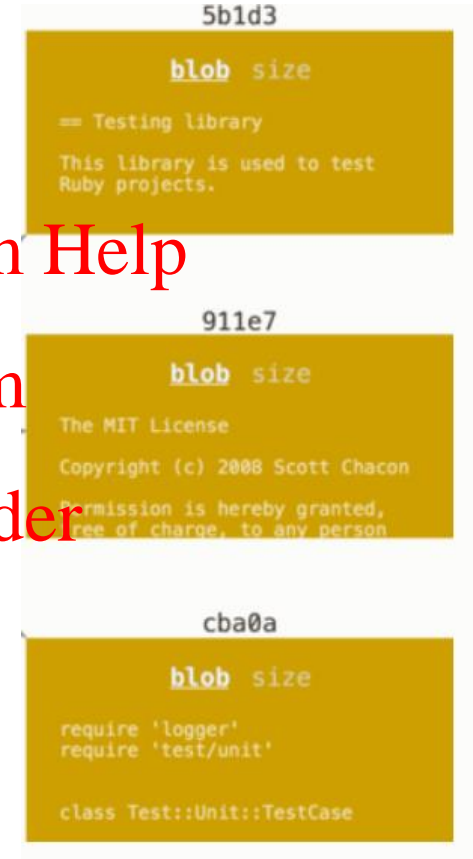 5b1d3
blob size
== Testing library
This library is used to test
Ruby projects.
Help
911e7
blob size
The MIT License
Copyright (c) 2008 Scott Chacon
Permission is hereby granted,
free of charge, to any person
cba0a
blob size
require 'logger'
require 'test/unit'
class Test::Unit::TestCase